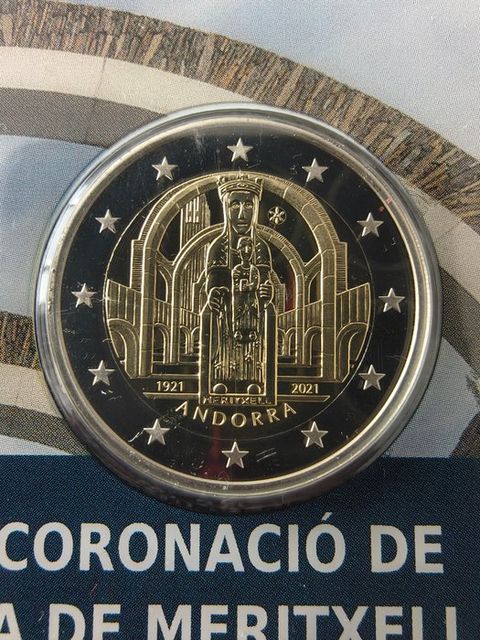 1921 2021
MERITXELL
ANDORRA
CORONACIÓ DE
A DE MERITXELL